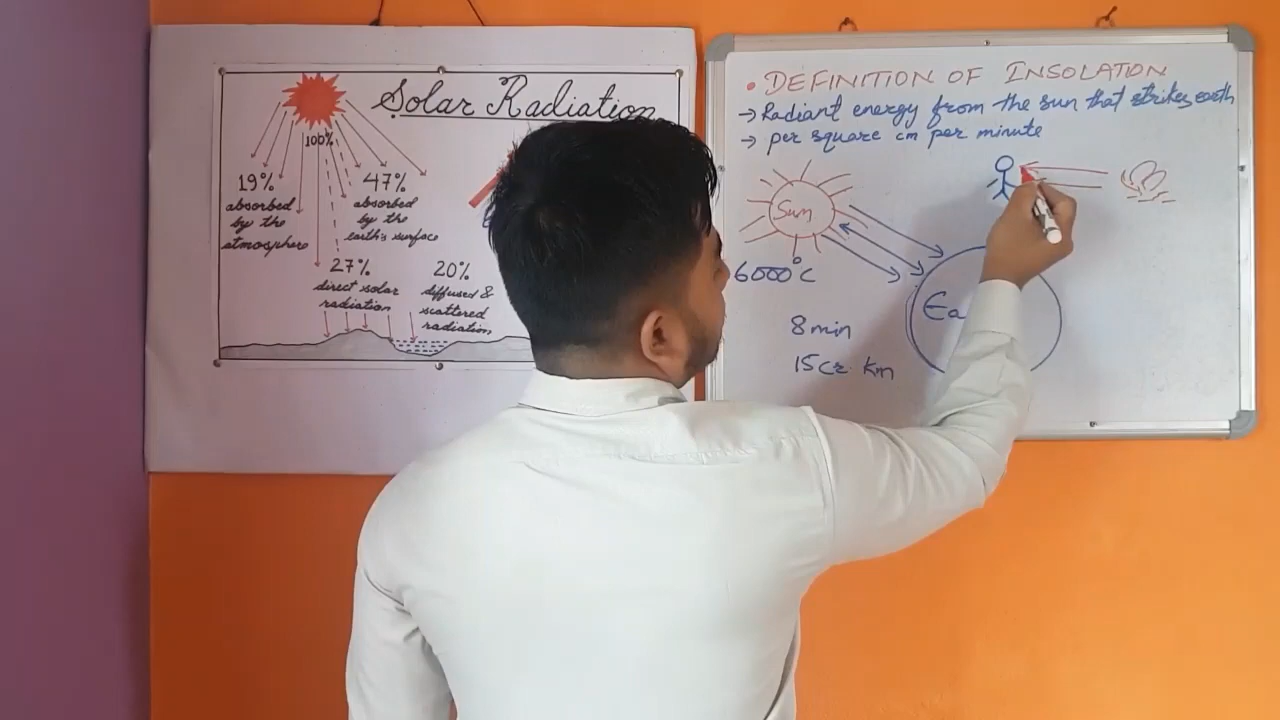 Solar Radiation
100%
19%
absorbed
by the
atmosphere
47%
absorbed
by the
earth's surface
27%
direct solar
radiation
20%
diffused &
scattered
radiation
• DEFINITION OF INSOLATION
→ Radiant energy from the sun that strikes earth
→ per square cm per minute
Sun
6000°C
8 min
15 Cr km
Ea